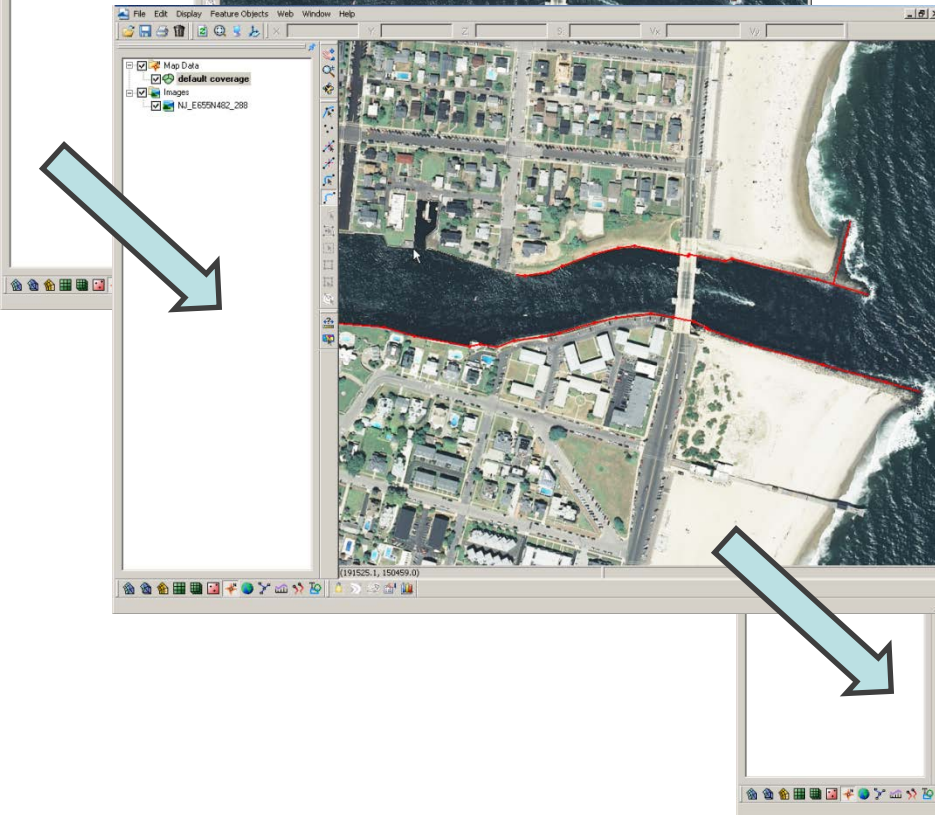 File Edit Display Feature Objects Web Window Help
X Y Z S Vx Vy
Map Data
default coverage
Images
NJ_E655N482_288
(191525.1, 150459.0)